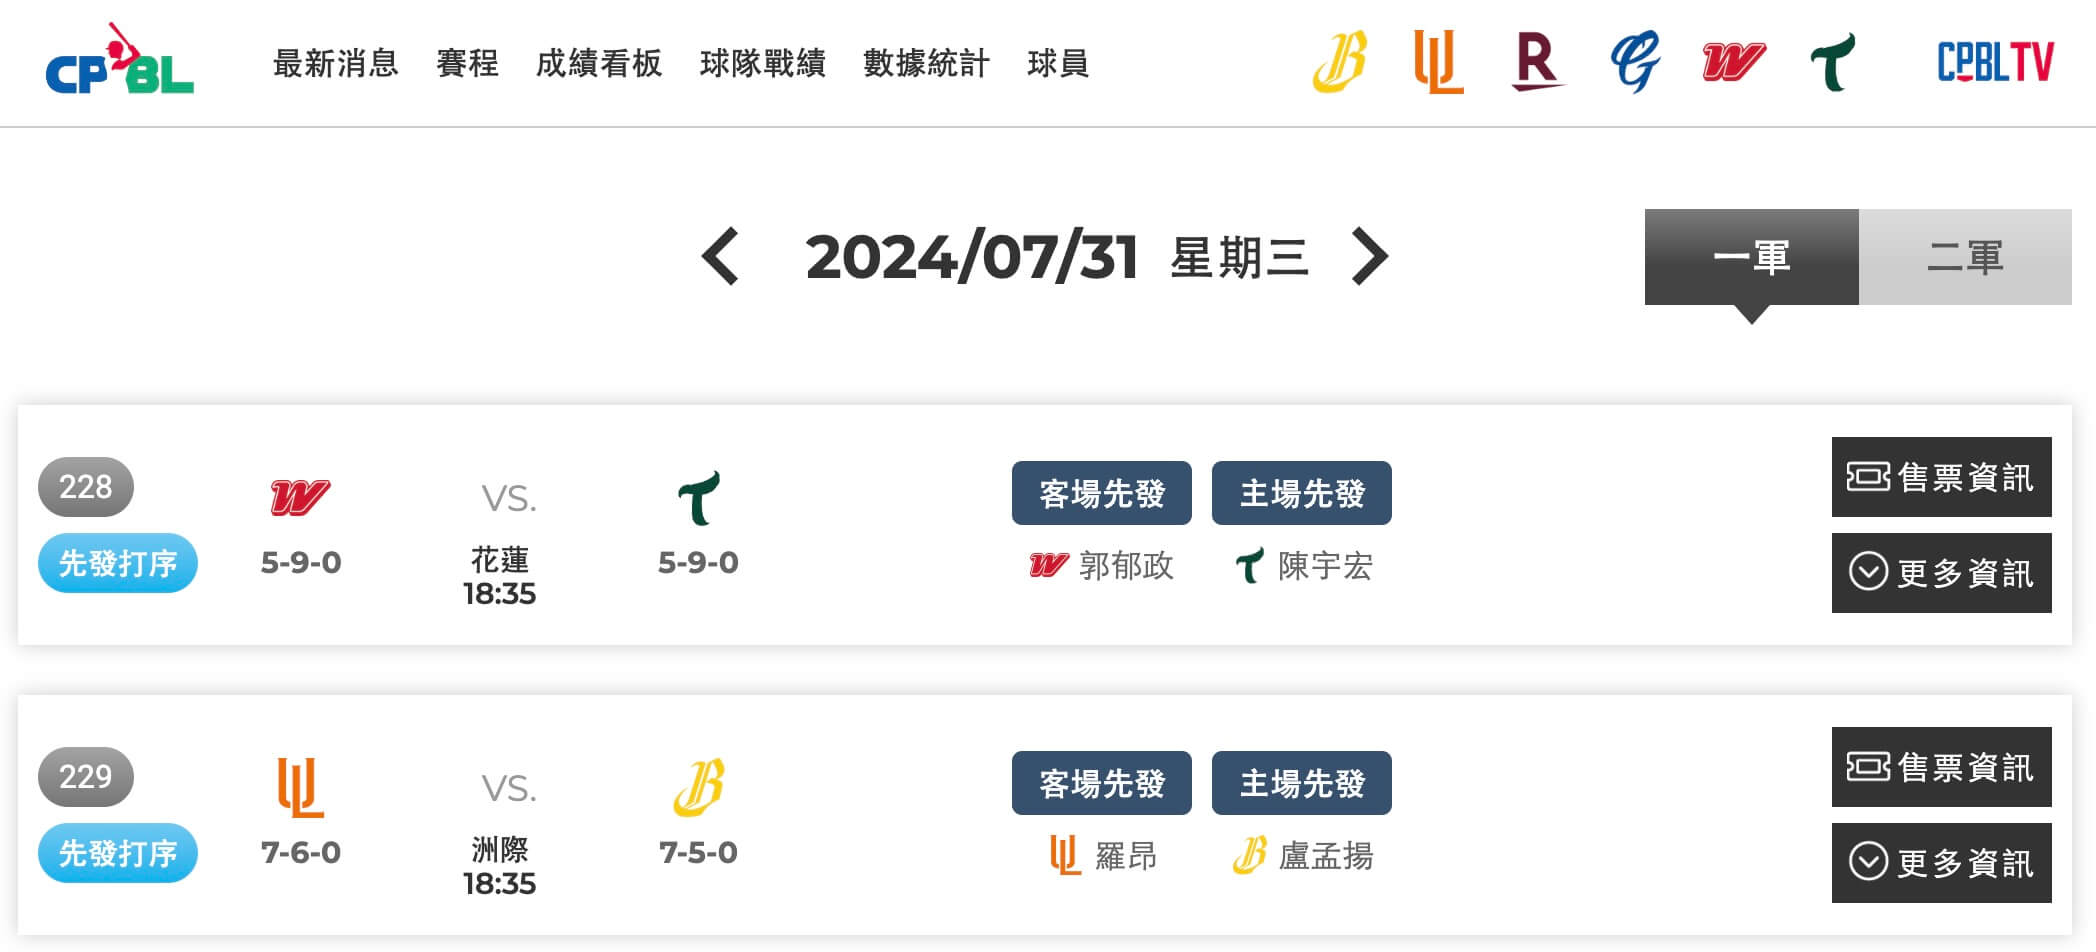 CPBL 最新消息 賽程 成績看板 球隊戰績 數據統計 球員 B UL R G W T CPBLTV
2024/07/31 星期三
一軍 二軍
228
先發打序
W
5-9-0
VS.
花蓮
18:35
T
5-9-0
客場先發 主場先發
W 郭郁政 T 陳宇宏
售票資訊
更多資訊
229
先發打序
UL
7-6-0
VS.
洲際
18:35
B
7-5-0
客場先發 主場先發
UL 羅昂 B 盧孟揚
售票資訊
更多資訊